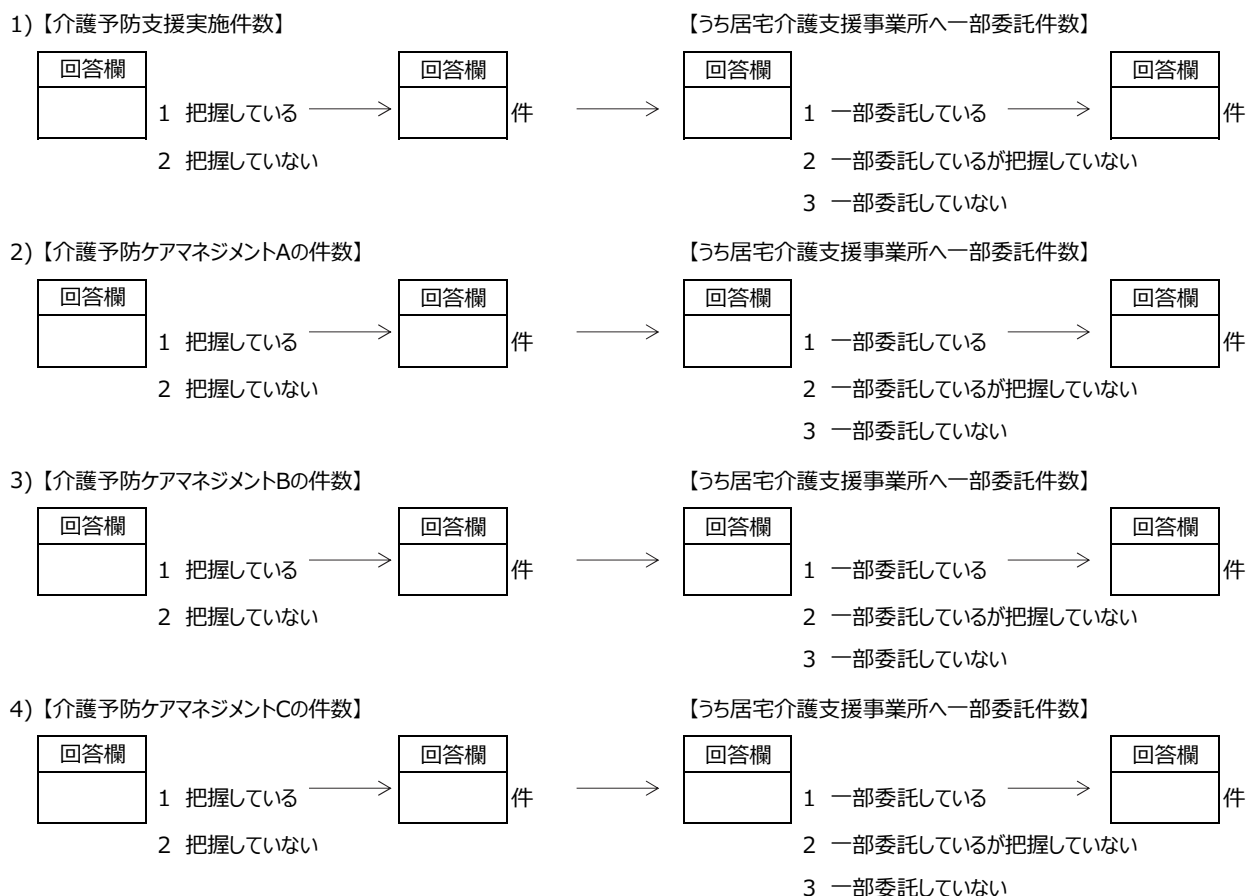 1) 【介護予防支援実施件数】 【うち居宅介護支援事業所へ一部委託件数】
回答欄 回答欄 回答欄 回答欄
1 把握している 件 1 一部委託している 件
2 把握していない 2 一部委託しているが把握していない
3 一部委託していない
2) 【介護予防ケアマネジメントAの件数】 【うち居宅介護支援事業所へ一部委託件数】
回答欄 回答欄 回答欄 回答欄
1 把握している 件 1 一部委託している 件
2 把握していない 2 一部委託しているが把握していない
3 一部委託していない
3) 【介護予防ケアマネジメントBの件数】 【うち居宅介護支援事業所へ一部委託件数】
回答欄 回答欄 回答欄 回答欄
1 把握している 件 1 一部委託している 件
2 把握していない 2 一部委託しているが把握していない
3 一部委託していない
4) 【介護予防ケアマネジメントCの件数】 【うち居宅介護支援事業所へ一部委託件数】
回答欄 回答欄 回答欄 回答欄
1 把握している 件 1 一部委託している 件
2 把握していない 2 一部委託しているが把握していない
3 一部委託していない